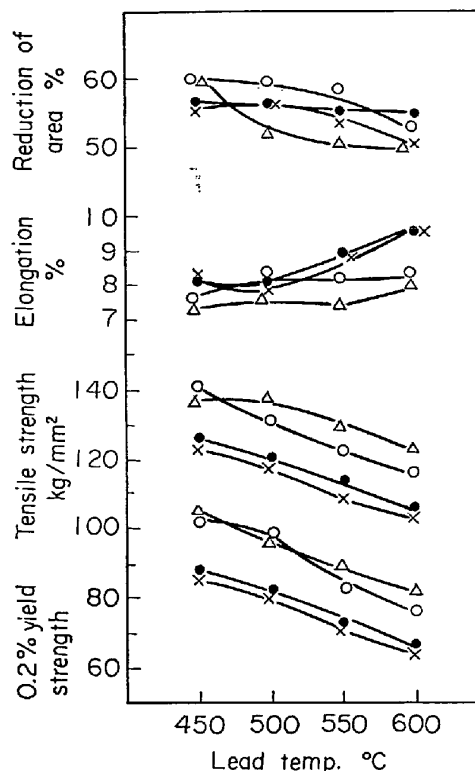 Reduction of
area %
60
50
Elongation
%
10
9
8
7
Tensile strength
kg/mm²
140
120
100
0.2% yield
strength
80
60
450 500 550 600
Lead temp. °C